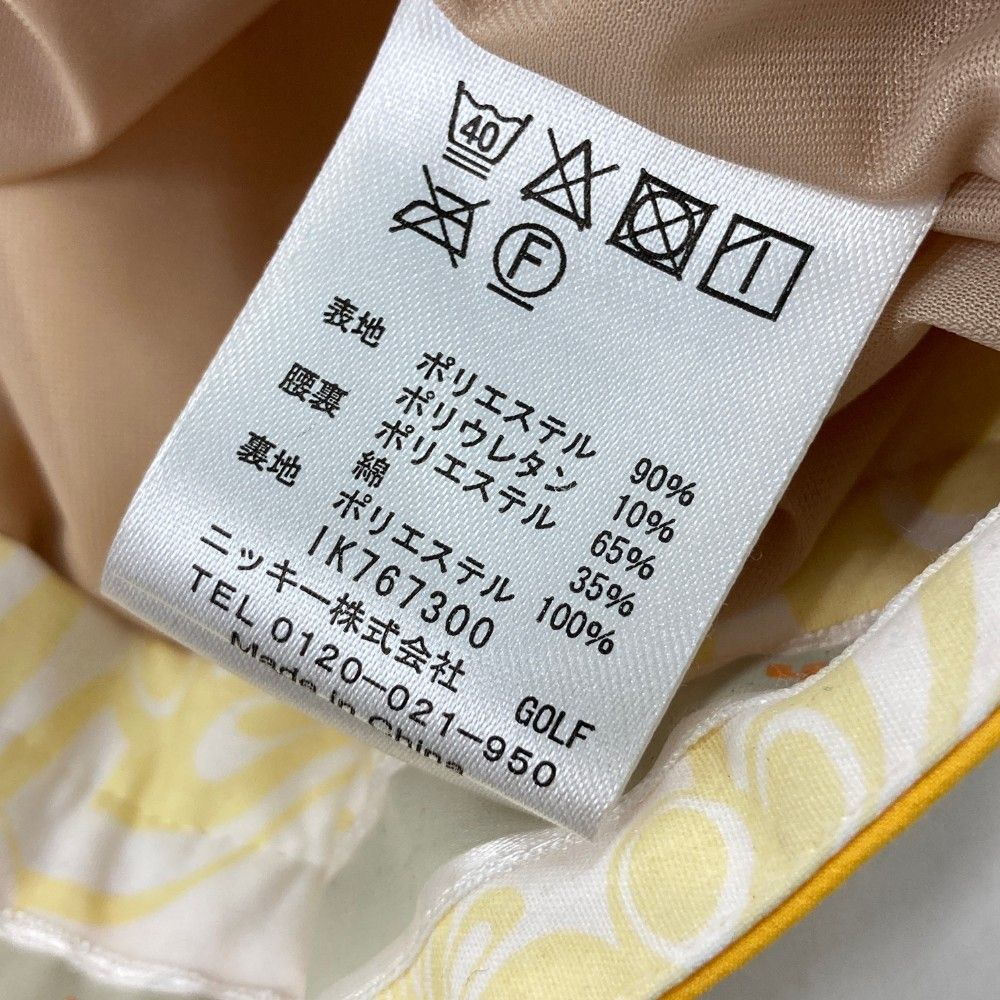 40
F
表地 ポリエステル 90%
ポリウレタン 10%
腰裏 ポリエステル 65%
綿 35%
裏地 ポリエステル 100%
IK767300
ニッキー株式会社 GOLF
TEL 0120-021-950
Made in China